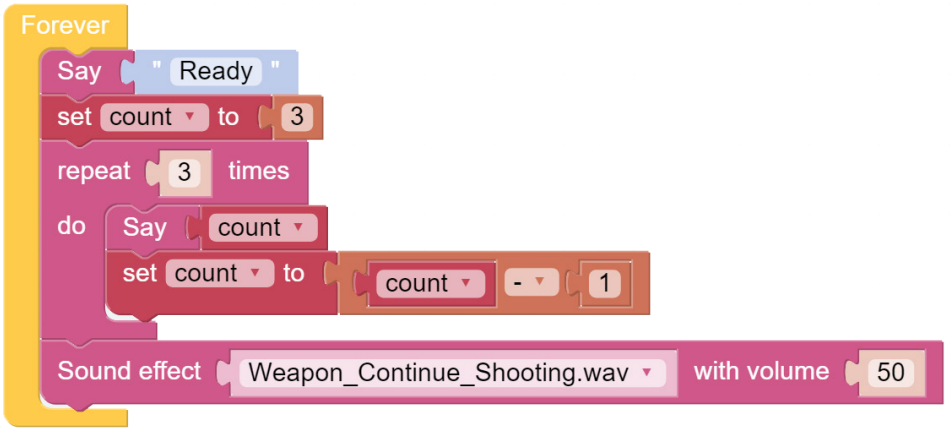 Forever
Say " Ready "
set count to 3
repeat 3 times
do Say count
set count to count - 1
Sound effect Weapon_Continue_Shooting.wav with volume 50